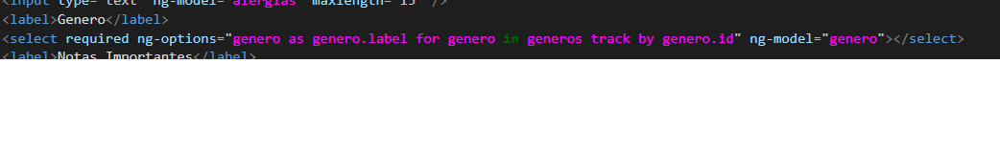 <input type="text" ng-model="alergias" maxlength="15" />
<label>Genero</label>
<select required ng-options="genero as genero.label for genero in generos track by genero.id" ng-model="genero"></select>
<label>Notas Importantes</label>